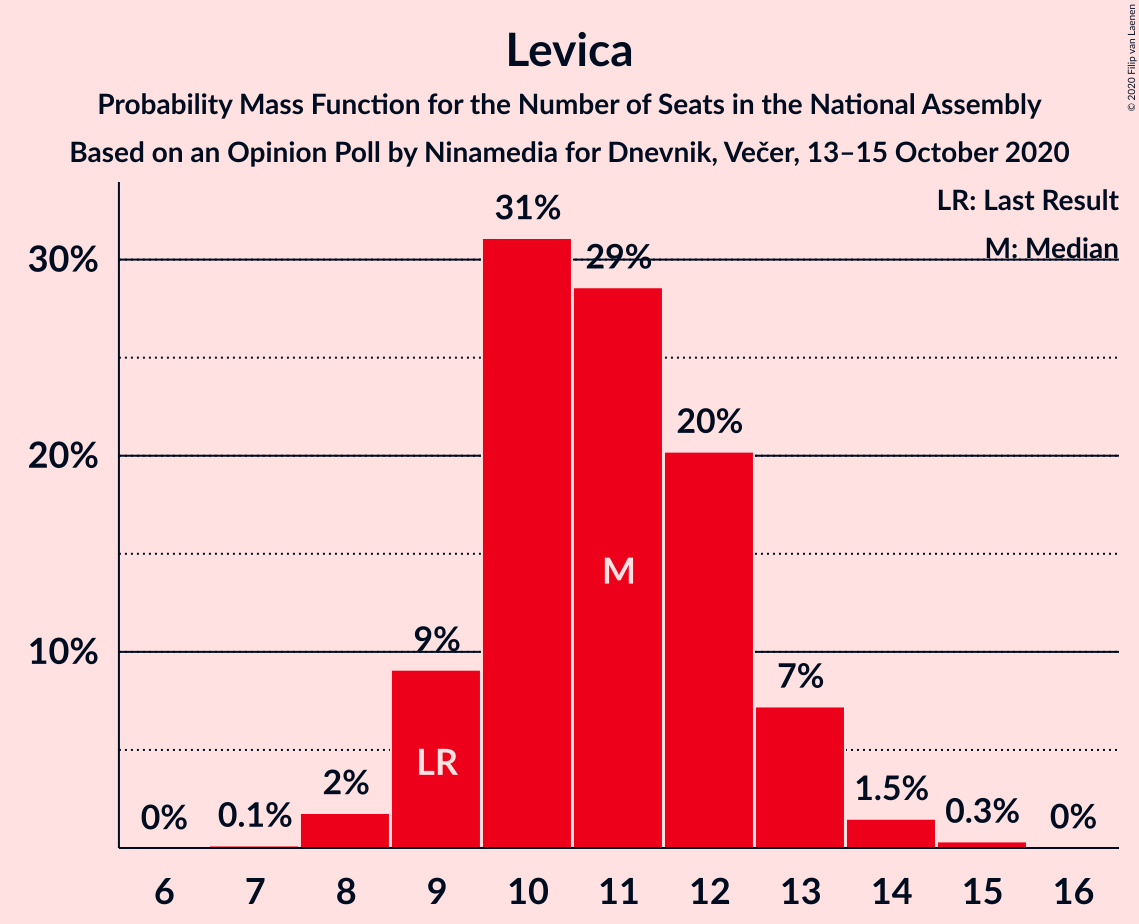 © 2020 Filip van Laenen
Levica
Probability Mass Function for the Number of Seats in the National Assembly
Based on an Opinion Poll by Ninamedia for Dnevnik, Večer, 13–15 October 2020
LR: Last Result
M: Median
30%
20%
10%
0%
0.1%
2%
9%
31%
29%
20%
7%
1.5%
0.3%
0%
LR
M
6 7 8 9 10 11 12 13 14 15 16